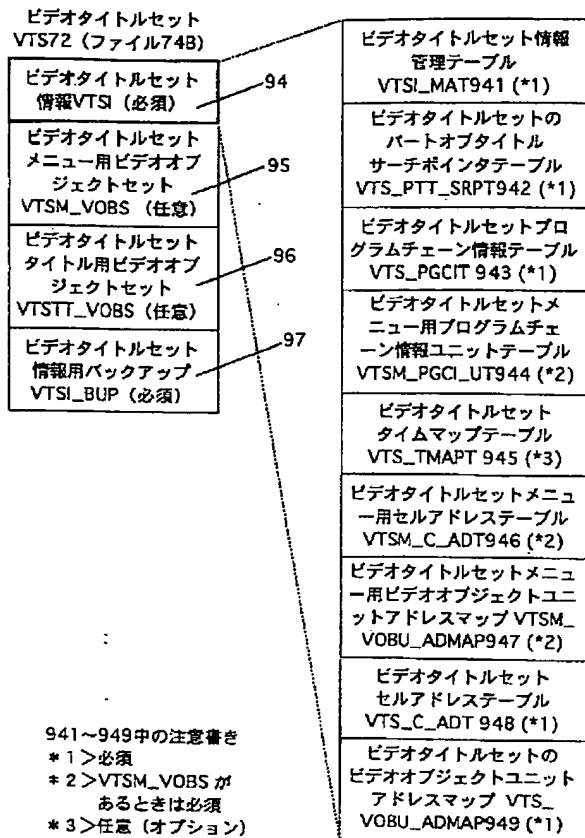 ビデオタイトルセット
VTS72（ファイル74B）
ビデオタイトルセット
情報VTSI（必須）
94
ビデオタイトルセット
メニュー用ビデオオブ
ジェクトセット
VTSM_VOBS （任意）
95
ビデオタイトルセット
タイトル用ビデオオブ
ジェクトセット
VTSTT_VOBS（任意）
96
ビデオタイトルセット
情報用バックアップ
VTSI_BUP（必須）
97
941～949中の注意書き
＊1＞必須
＊2＞VTSM_VOBS が
あるときは必須
＊3＞任意（オプション）
ビデオタイトルセット情報
管理テーブル
VTSI_MAT941 (*1)
ビデオタイトルセットの
パートオブタイトル
サーチポインタテーブル
VTS_PTT_SRPT942 (*1)
ビデオタイトルセットプロ
グラムチェーン情報テーブル
VTS_PGCIT 943 (*1)
ビデオタイトルセットメ
ニュー用プログラムチェ
ーン情報ユニットテーブル
VTSM_PGCI_UT944 (*2)
ビデオタイトルセット
タイムマップテーブル
VTS_TMAPT 945 (*3)
ビデオタイトルセットメニュ
ー用セルアドレステーブル
VTSM_C_ADT946 (*2)
ビデオタイトルセットメニュ
ー用ビデオオブジェクトユニ
ットアドレスマップ VTSM_
VOBU_ADMAP947 (*2)
ビデオタイトルセット
セルアドレステーブル
VTS_C_ADT 948 (*1)
ビデオタイトルセットの
ビデオオブジェクトユニット
アドレスマップ VTS_
VOBU_ADMAP949 (*1)